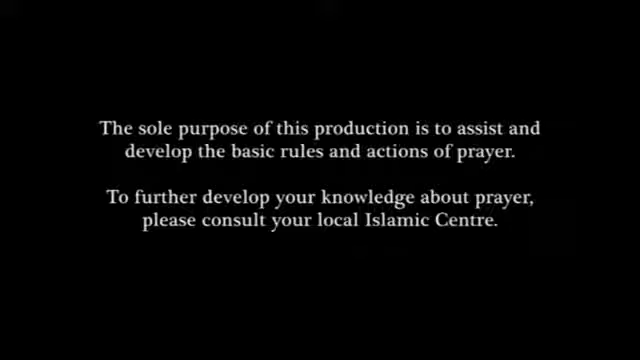 The sole purpose of this production is to assist and
develop the basic rules and actions of prayer.
To further develop your knowledge about prayer,
please consult your local Islamic Centre.